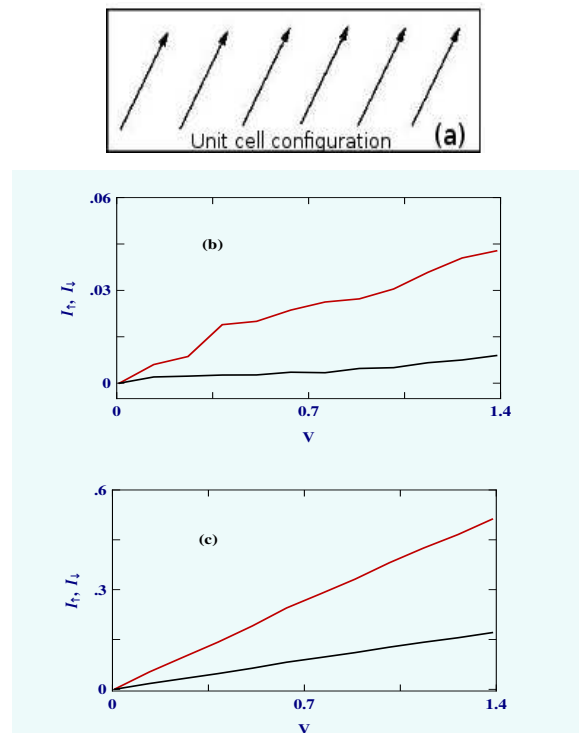 Unit cell configuration (a)
.06
(b)
.03
I↑, I↓
0
0 0.7 1.4
V
.6
(c)
.3
I↑, I↓
0
0 0.7 1.4
V